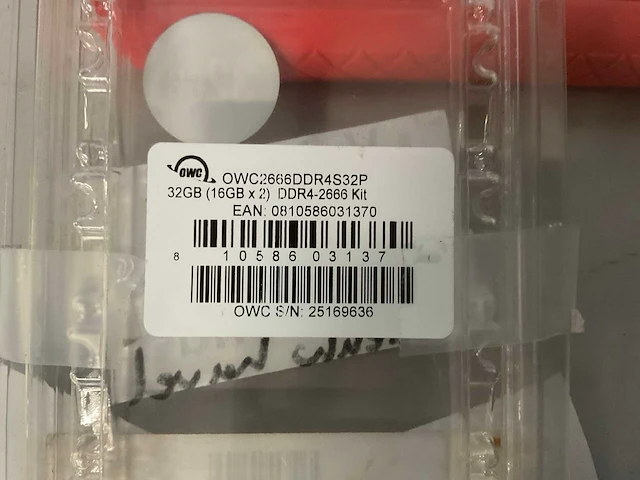 OWC
OWC2666DDR4S32P
32GB (16GB x 2) DDR4-2666 Kit
EAN: 0810586031370
8 10586 03137
OWC S/N: 25169636